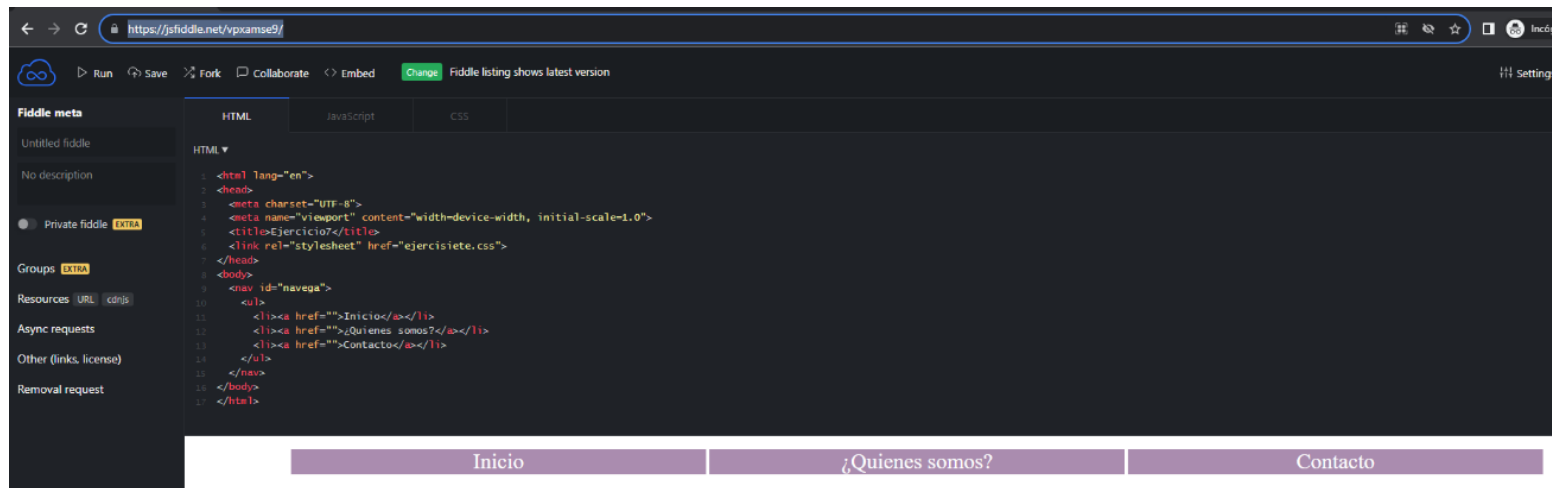 https://jsfiddle.net/vpxamse9/
Run Save Fork Collaborate Embed Change Fiddle listing shows latest version
Fiddle meta
Untitled fiddle
No description
Private fiddle EXTRA
Groups EXTRA
Resources URL cdnjs
Async requests
Other (links, license)
Removal request
HTML JavaScript CSS
HTML ▼
1 <html lang="en">
2 <head>
3 <meta charset="UTF-8">
4 <meta name="viewport" content="width=device-width, initial-scale=1.0">
5 <title>Ejercicio7</title>
6 <link rel="stylesheet" href="ejercisiete.css">
7 </head>
8 <body>
9 <nav id="navega">
10 <ul>
11 <li><a href="">Inicio</a></li>
12 <li><a href="">¿Quienes somos?</a></li>
13 <li><a href="">Contacto</a></li>
14 </ul>
15 </nav>
16 </body>
17 </html>
Inicio ¿Quienes somos? Contacto